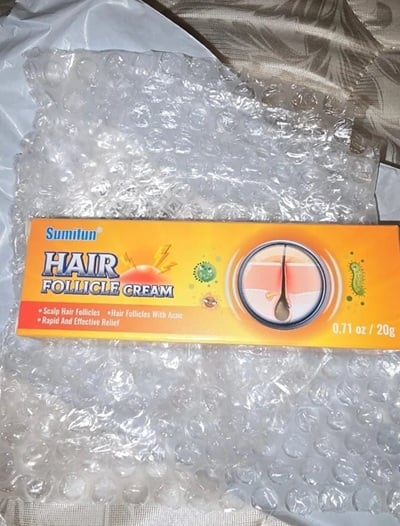 Sumifun®
HAIR
FOLLICLE CREAM
• Scalp Hair Follicles • Hair Follicles With Acne
• Rapid And Effective Relief
0.71 oz / 20g